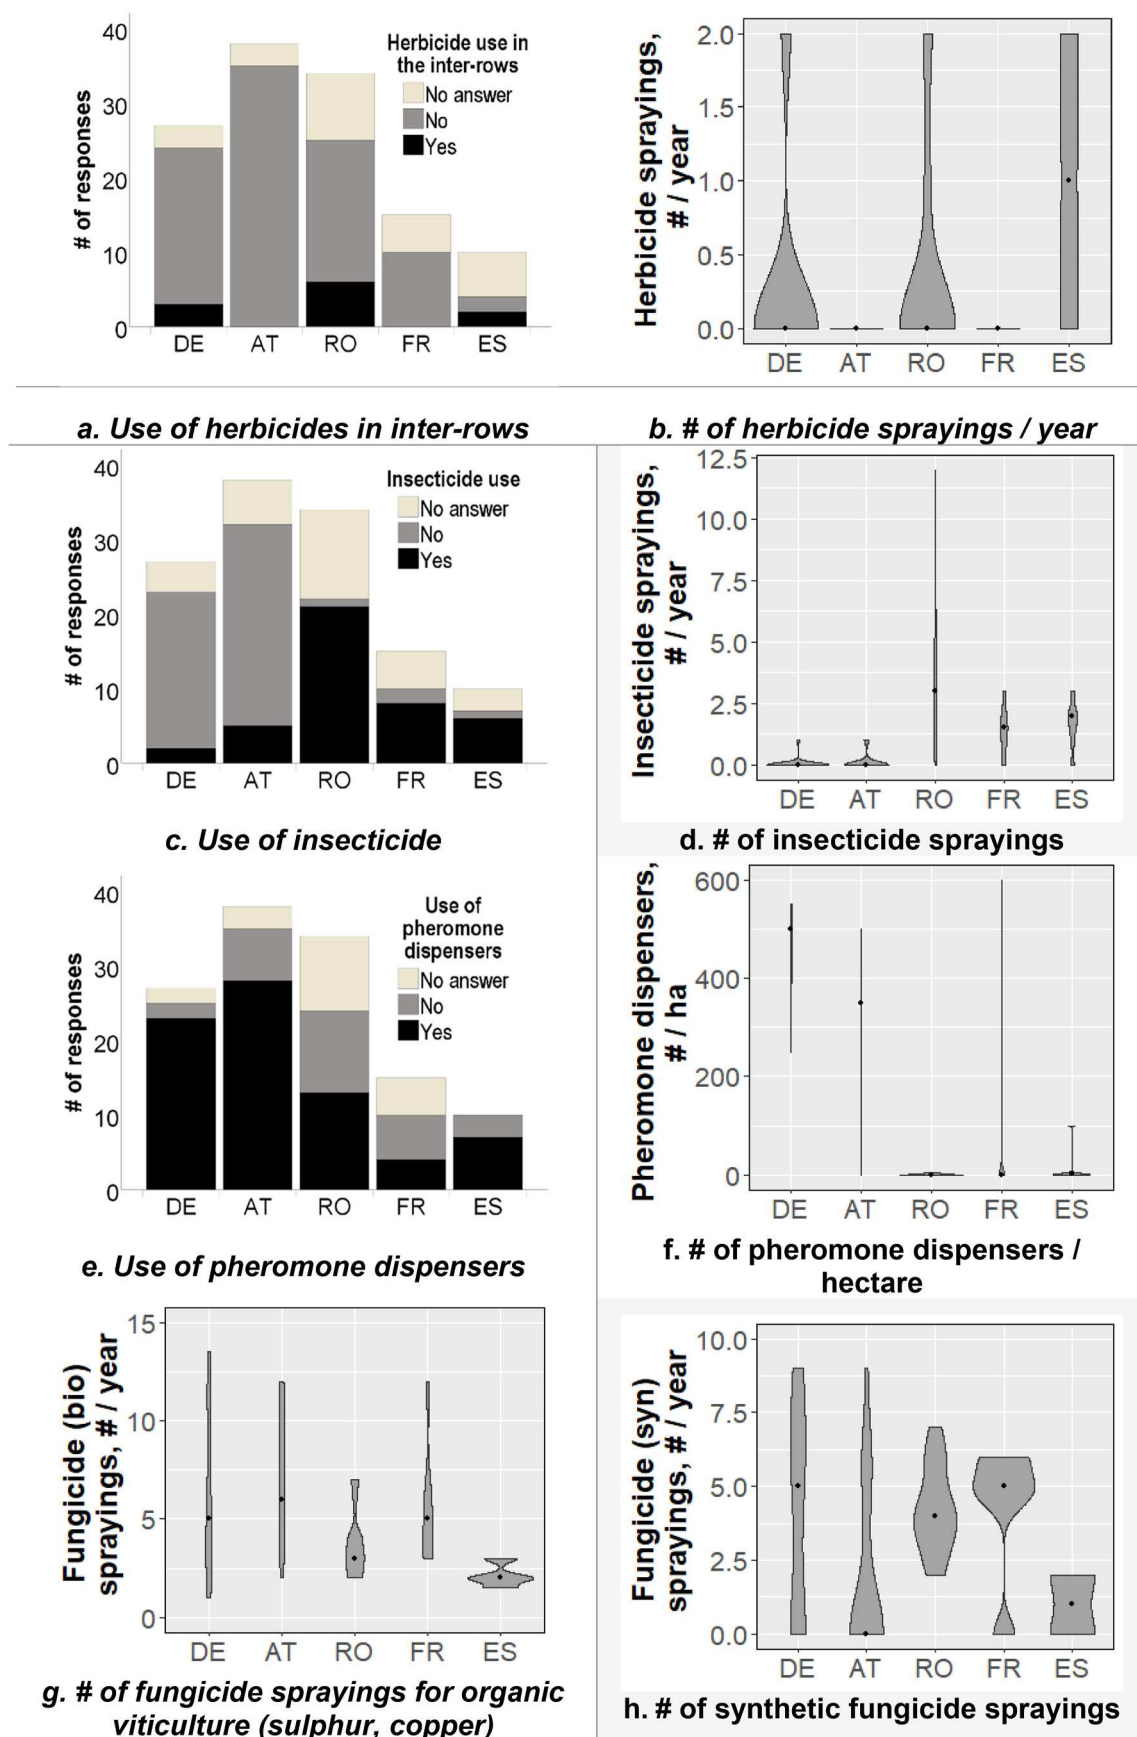 40
30
20
10
0
# of responses
Herbicide use in
the inter-rows
No answer
No
Yes
DE AT RO FR ES
a. Use of herbicides in inter-rows
Herbicide sprayings,
# / year
2.0
1.5
1.0
0.5
0.0
DE AT RO FR ES
b. # of herbicide sprayings / year
40
30
20
10
0
# of responses
Insecticide use
No answer
No
Yes
DE AT RO FR ES
c. Use of insecticide
Insecticide sprayings,
# / year
12.5
10.0
7.5
5.0
2.5
0.0
DE AT RO FR ES
d. # of insecticide sprayings
40
30
20
10
0
# of responses
Use of
pheromone
dispensers
No answer
No
Yes
DE AT RO FR ES
e. Use of pheromone dispensers
Pheromone dispensers,
# / ha
600
400
200
0
DE AT RO FR ES
f. # of pheromone dispensers /
hectare
Fungicide (bio)
sprayings, # / year
15
10
5
0
DE AT RO FR ES
g. # of fungicide sprayings for organic
viticulture (sulphur, copper)
Fungicide (syn)
sprayings, # / year
10.0
7.5
5.0
2.5
0.0
DE AT RO FR ES
h. # of synthetic fungicide sprayings